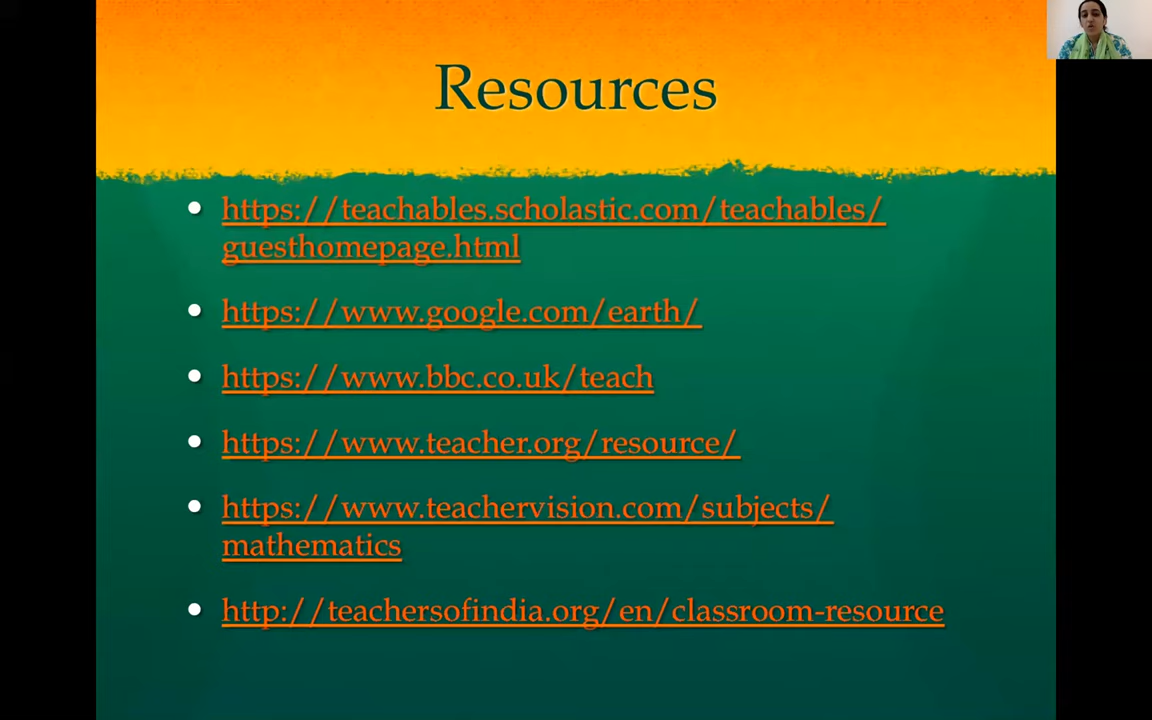 Resources
https://teachables.scholastic.com/teachables/
guesthomepage.html
https://www.google.com/earth/
https://www.bbc.co.uk/teach
https://www.teacher.org/resource/
https://www.teachervision.com/subjects/
mathematics
http://teachersofindia.org/en/classroom-resource